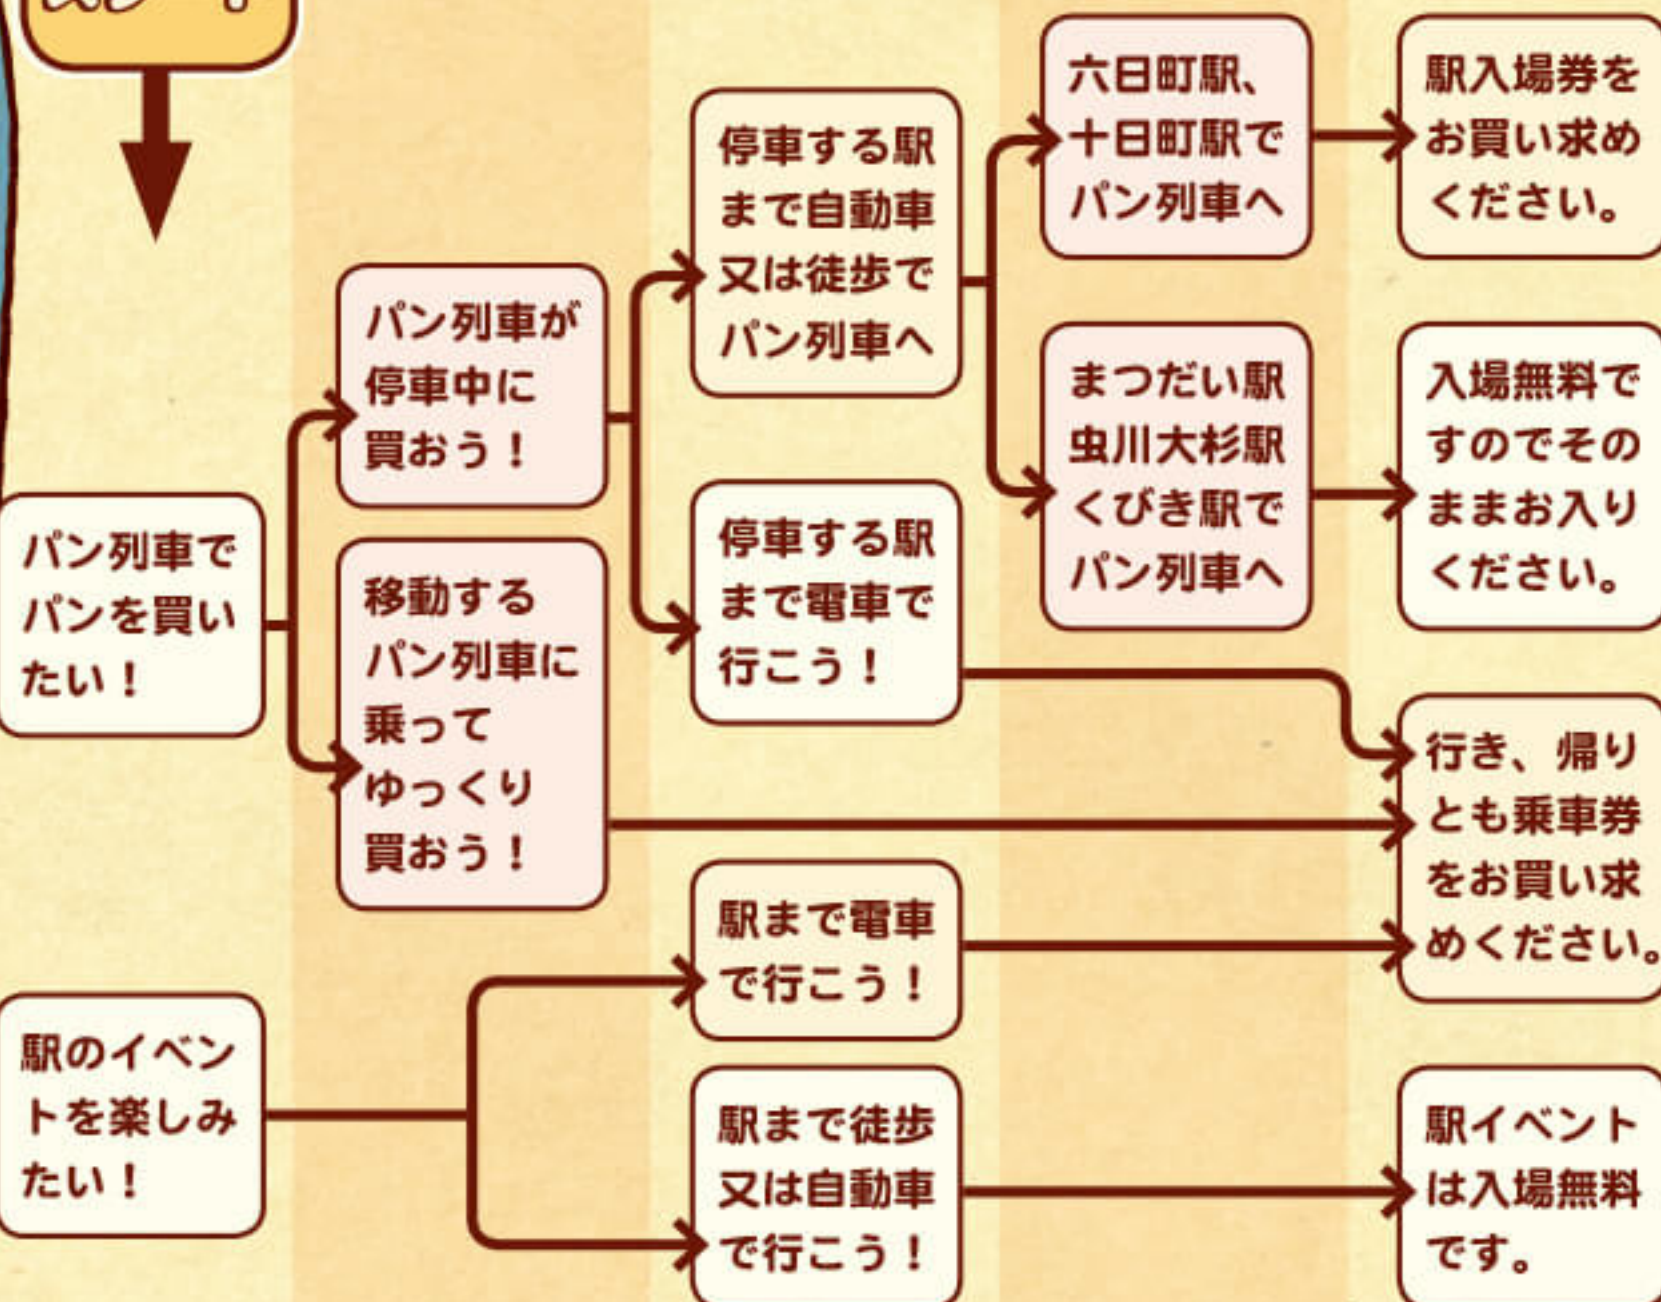 パン列車で
パンを買い
たい！
パン列車が
停車中に
買おう！
移動する
パン列車に
乗って
ゆっくり
買おう！
停車する駅
まで自動車
又は徒歩で
パン列車へ
停車する駅
まで電車で
行こう！
六日町駅、
十日町駅で
パン列車へ
まつだい駅
虫川大杉駅
くびき駅で
パン列車へ
駅入場券を
お買い求め
ください。
入場無料で
すのでその
ままお入り
ください。
行き、帰り
とも乗車券
をお買い求
めください。
駅のイベン
トを楽しみ
たい！
駅まで電車
で行こう！
駅まで徒歩
又は自動車
で行こう！
駅イベント
は入場無料
です。